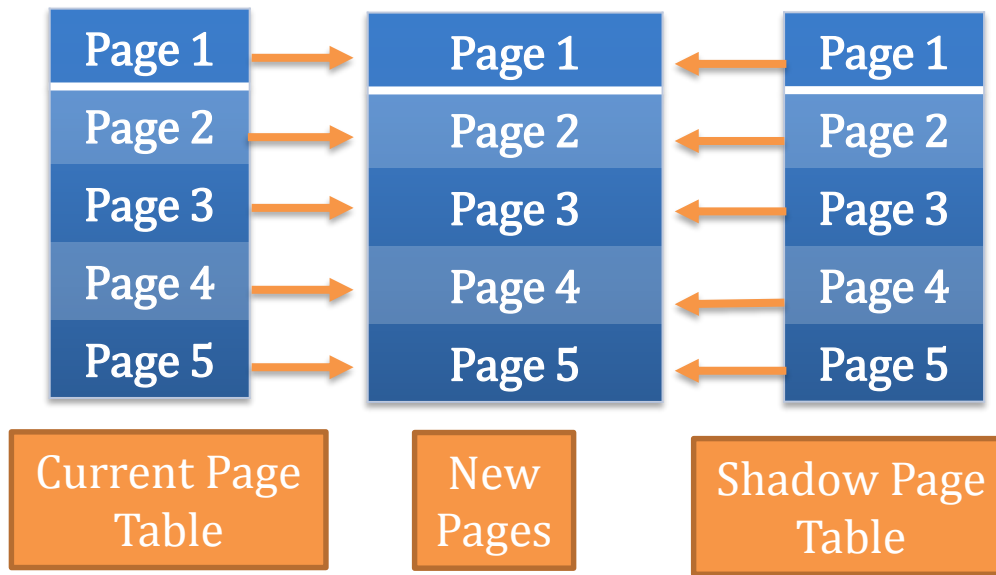 Page 1
Page 2
Page 3
Page 4
Page 5
Current Page
Table
Page 1
Page 2
Page 3
Page 4
Page 5
New
Pages
Page 1
Page 2
Page 3
Page 4
Page 5
Shadow Page
Table